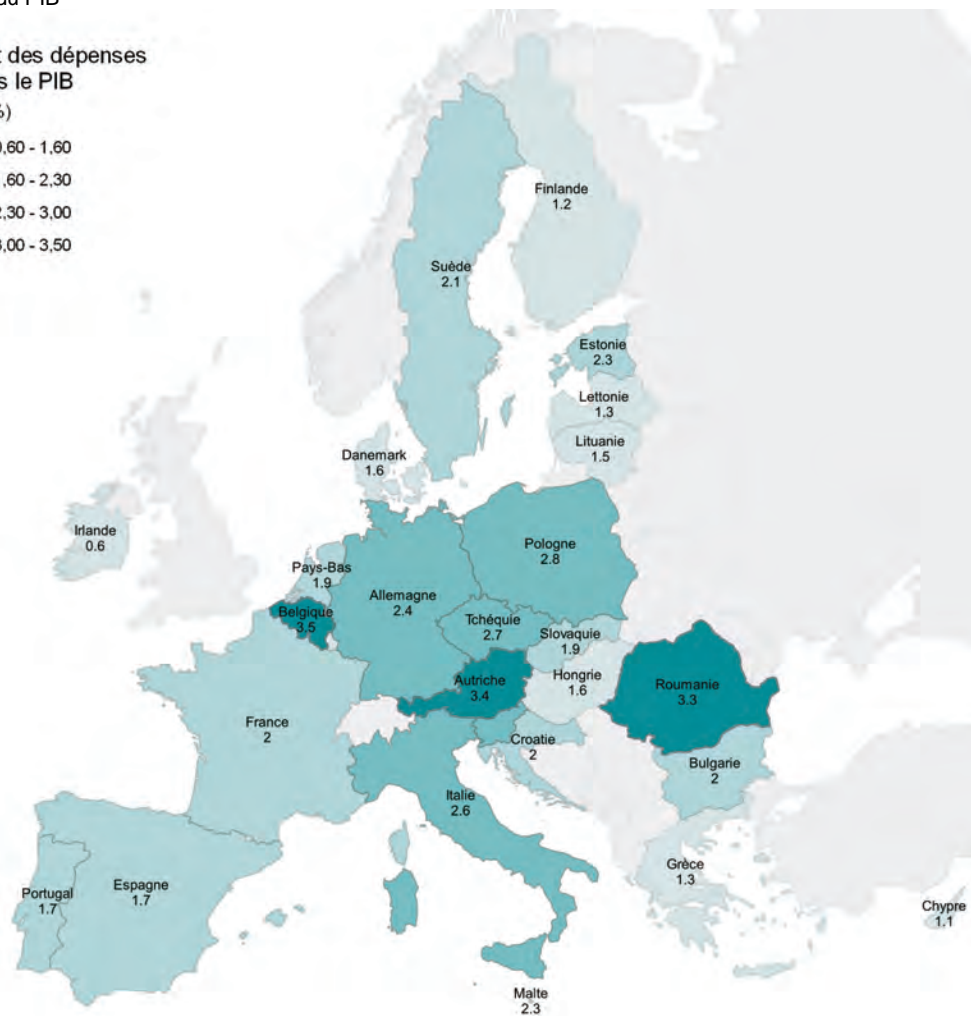 du PIB
des dépenses
le PIB
0,60 - 1,60
,60 - 2,30
2,30 - 3,00
3,00 - 3,50
Finlande
1.2
Suède
2.1
Estonie
2.3
Lettonie
1.3
Lituanie
1.5
Danemark
1.6
Irlande
0.6
Pays-Bas
1.9
Pologne
2.8
Allemagne
2.4
Belgique
3.5
Tchéquie
2.7
Slovaquie
1.9
Hongrie
1.6
Autriche
3.4
Roumanie
3.3
France
2
Croatie
2
Bulgarie
2
Italie
2.6
Grèce
1.3
Espagne
1.7
Portugal
1.7
Chypre
1.1
Malte
2.3